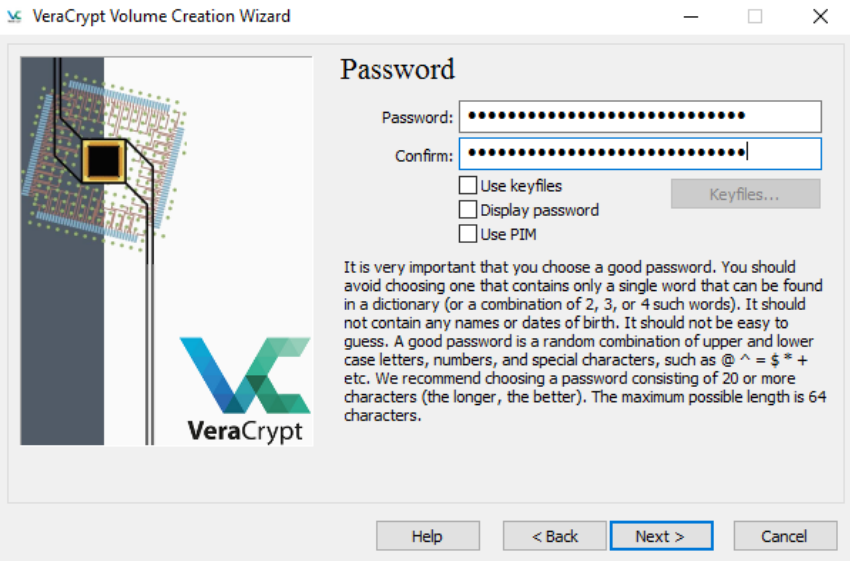 VeraCrypt Volume Creation Wizard
Password
Password: ••••••••••••••••••••••••••••
Confirm: ••••••••••••••••••••••••••••
Use keyfiles
Keyfiles...
Display password
Use PIM
It is very important that you choose a good password. You should
avoid choosing one that contains only a single word that can be found
in a dictionary (or a combination of 2, 3, or 4 such words). It should
not contain any names or dates of birth. It should not be easy to
guess. A good password is a random combination of upper and lower
case letters, numbers, and special characters, such as @ ^ = $ * +
etc. We recommend choosing a password consisting of 20 or more
characters (the longer, the better). The maximum possible length is 64
characters.
VeraCrypt
Help
< Back
Next >
Cancel